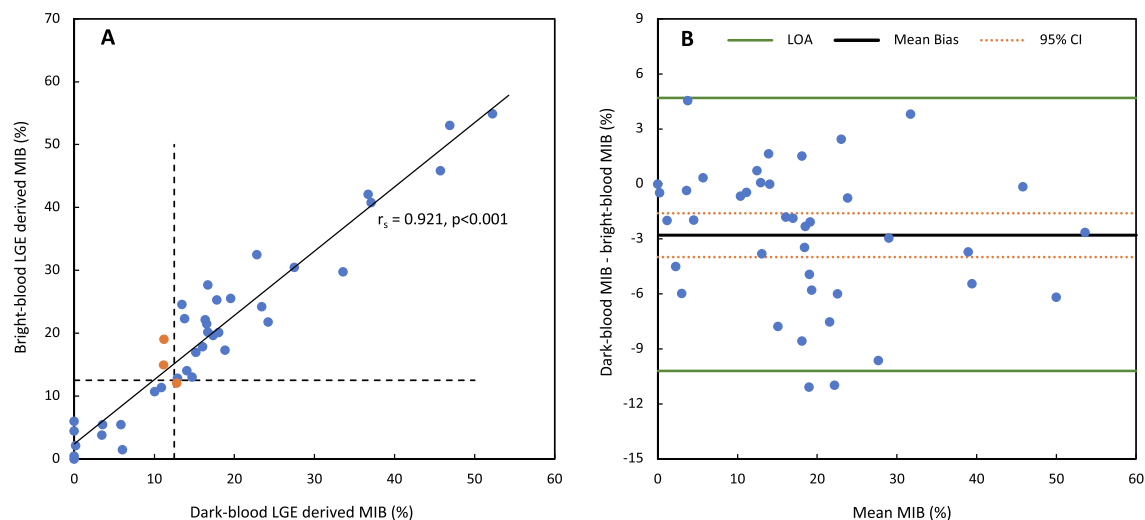 A
70
60
50
40
30
20
10
0
Bright-blood LGE derived MIB (%)
rs = 0.921, p<0.001
0 10 20 30 40 50 60
Dark-blood LGE derived MIB (%)
B
LOA Mean Bias 95% CI
9
6
3
0
-3
-6
-9
-12
-15
Dark-blood MIB - bright-blood MIB (%)
0 10 20 30 40 50 60
Mean MIB (%)